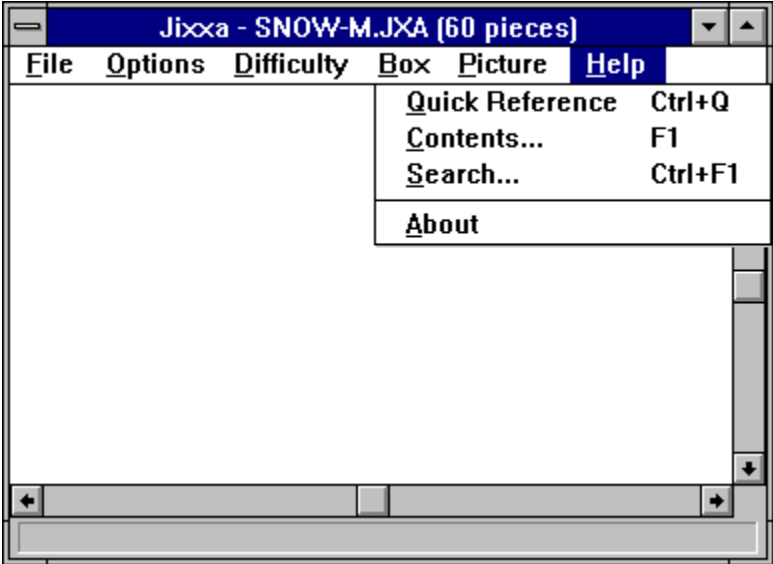 Jixxa - SNOW-M.JXA (60 pieces)
File Options Difficulty Box Picture Help
Quick Reference Ctrl+Q
Contents... F1
Search... Ctrl+F1
About